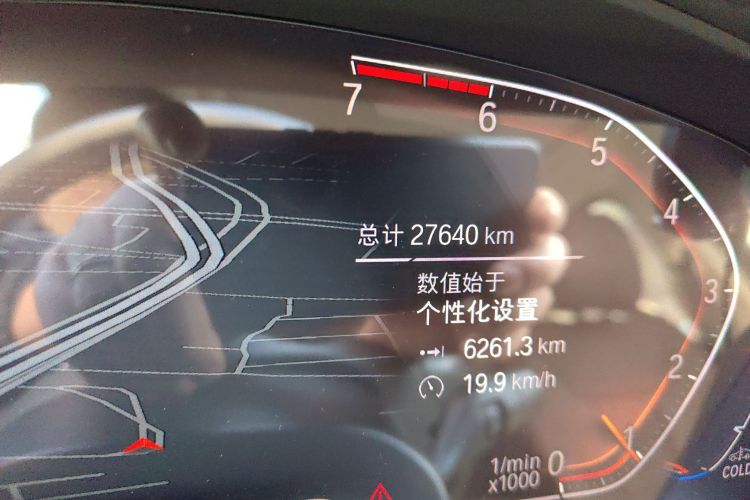 7
6
5
4
3
2
1
0
总计 27640 km
数值始于
个性化设置
6261.3 km
19.9 km/h
1/min
x1000
COLD